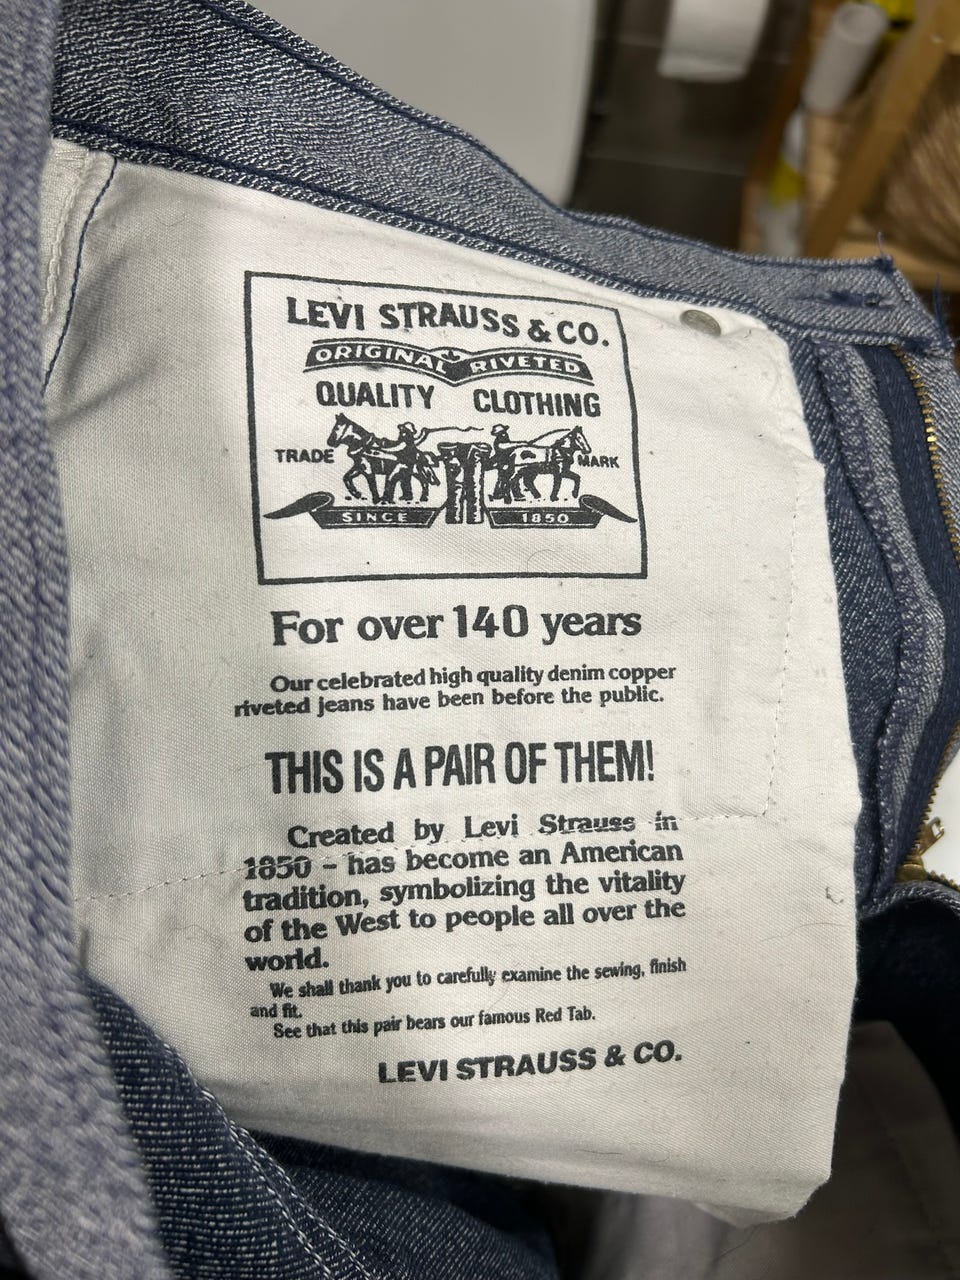 LEVI STRAUSS & CO.
ORIGINAL RIVETED
QUALITY CLOTHING
TRADE MARK
SINCE 1850
For over 140 years
Our celebrated high quality denim copper
riveted jeans have been before the public.
THIS IS A PAIR OF THEM!
Created by Levi Strauss in
1850 – has become an American
tradition, symbolizing the vitality
of the West to people all over the
world.
We shall thank you to carefully examine the sewing, finish
and fit.
See that this pair bears our famous Red Tab.
LEVI STRAUSS & CO.